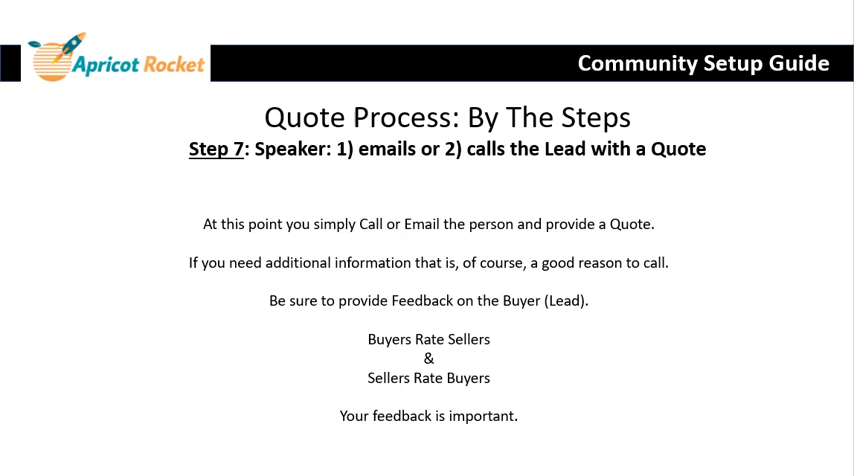 Apricot Rocket
Community Setup Guide
Quote Process: By The Steps
Step 7: Speaker: 1) emails or 2) calls the Lead with a Quote
At this point you simply Call or Email the person and provide a Quote.
If you need additional information that is, of course, a good reason to call.
Be sure to provide Feedback on the Buyer (Lead).
Buyers Rate Sellers
&
Sellers Rate Buyers
Your feedback is important.